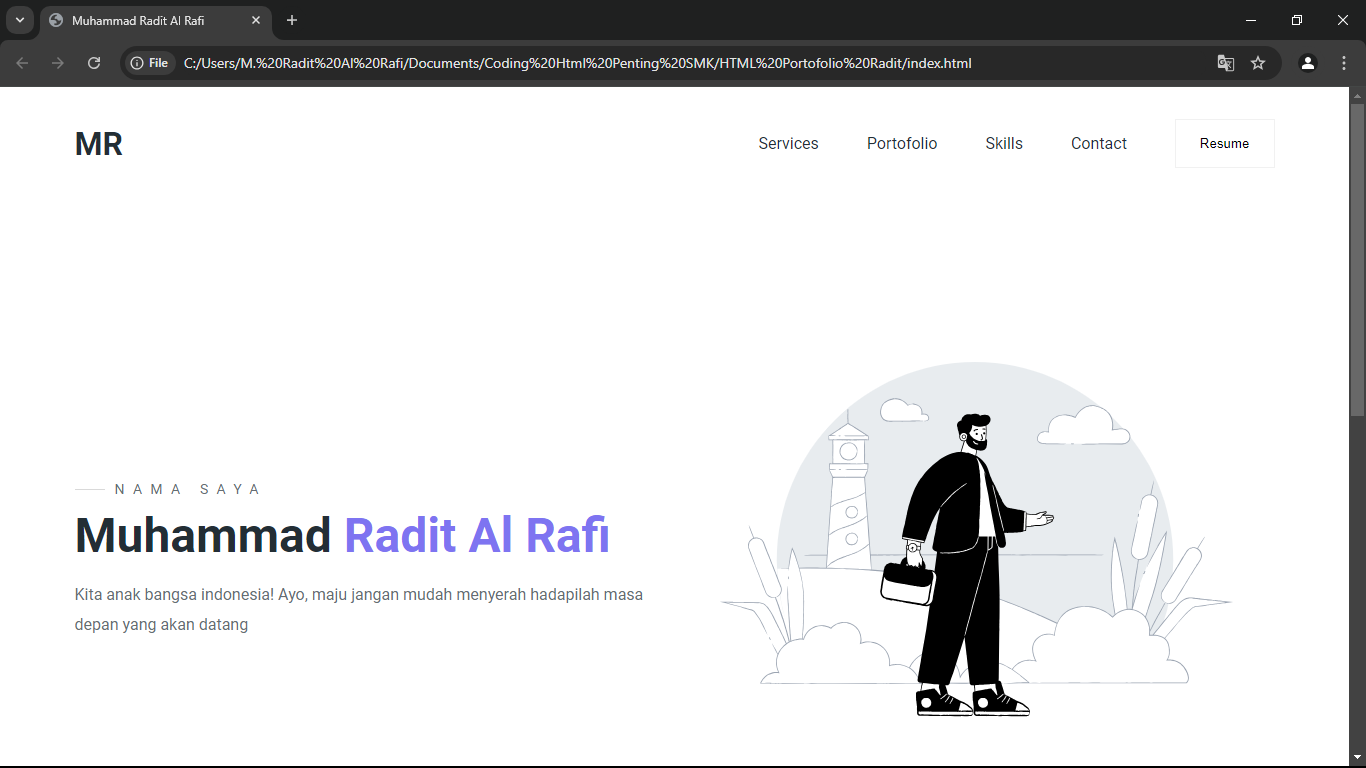 Muhammad Radit Al Rafi
File
C:/Users/M.%20Radit%20Al%20Rafi/Documents/Coding%20Html%20Penting%20SMK/HTML%20Portofolio%20Radit/index.html
MR
Services
Portofolio
Skills
Contact
Resume
NAMA SAYA
Muhammad Radit Al Rafi
Kita anak bangsa indonesia! Ayo, maju jangan mudah menyerah hadapilah masa
depan yang akan datang